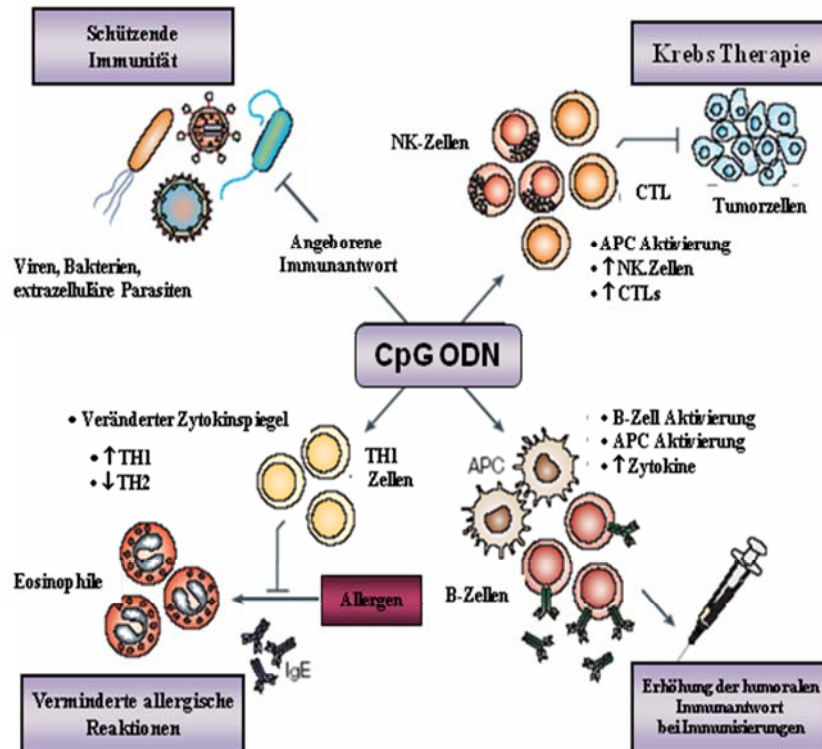 Schützende
Immunität
Krebs Therapie
NK-Zellen
CTL
Tumorzellen
Viren, Bakterien,
extrazelluläre Parasiten
Angeborene
Immunantwort
• APC Aktivierung
• ↑NK.Zellen
• ↑CTLs
CpG ODN
• Veränderter Zytokinspiegel
• ↑TH1
• ↓TH2
TH1
Zellen
APC
• B-Zell Aktivierung
• APC Aktivierung
• ↑Zytokine
Eosinophile
Allergen
B-Zellen
IgE
Verminderte allergische
Reaktionen
Erhöhung der humoralen
Immunantwort
bei Immunisierungen